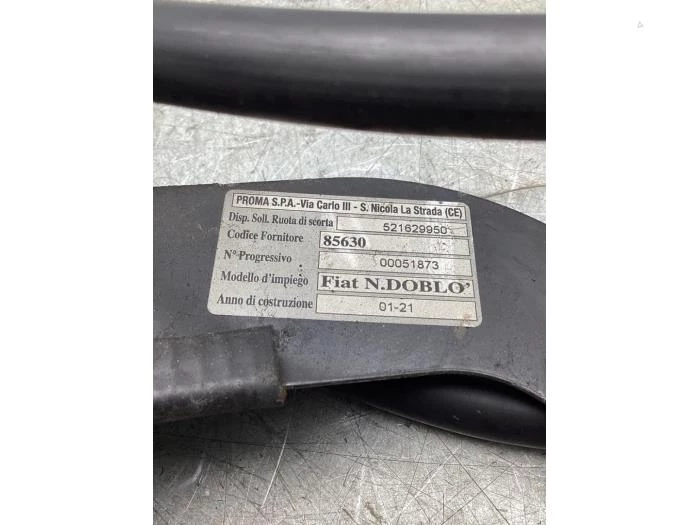 PROMA S.P.A.-Via Carlo III - S. Nicola La Strada (CE)
Disp. Soll. Ruota di scorta 521629950
Codice Fornitore 85630
N° Progressivo 00051873
Modello d'impiego Fiat N.DOBLO'
Anno di costruzione 01-21